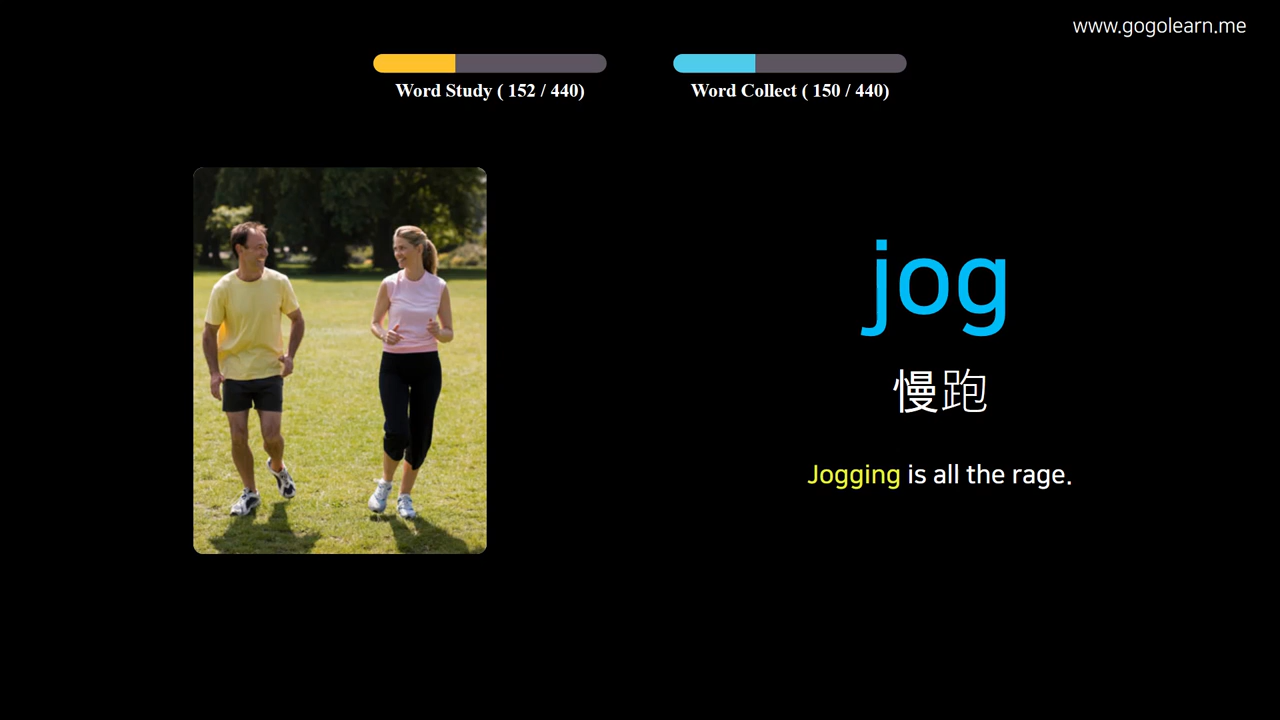 www.gogolearn.me
Word Study ( 152 / 440)
Word Collect ( 150 / 440)
jog
慢跑
Jogging is all the rage.